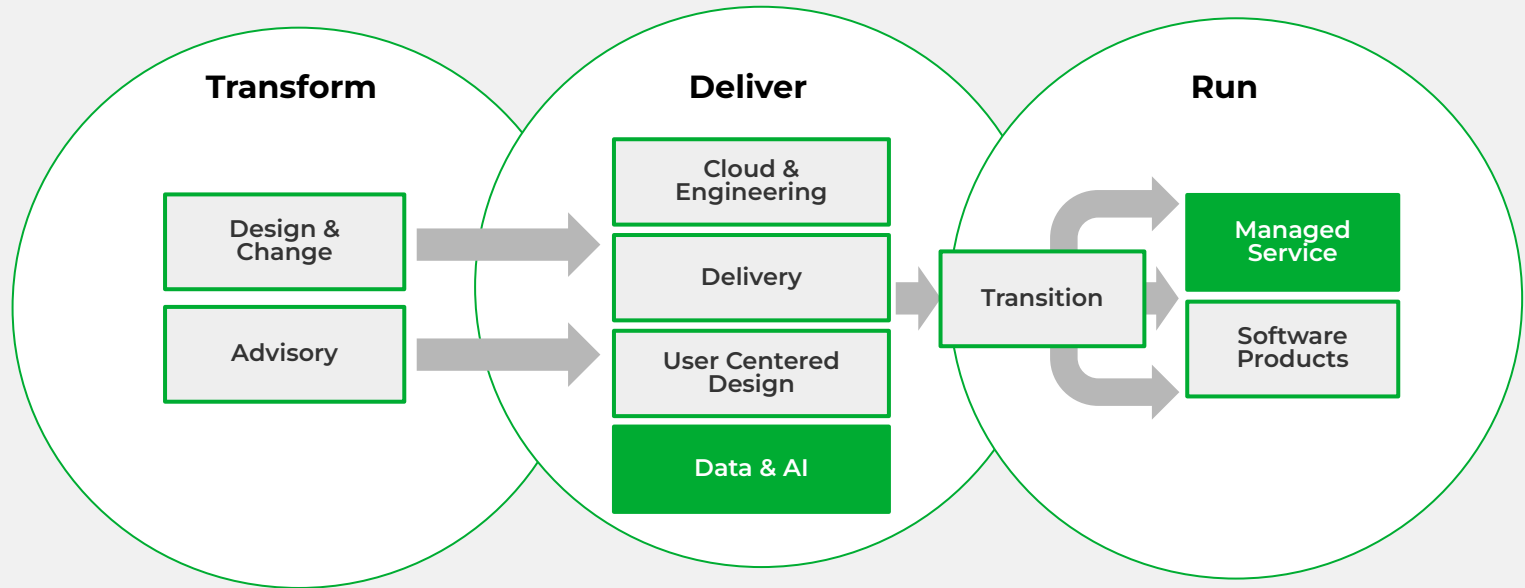 Transform
Design &
Change
Advisory
Deliver
Cloud &
Engineering
Delivery
User Centered
Design
Data & AI
Transition
Run
Managed
Service
Software
Products